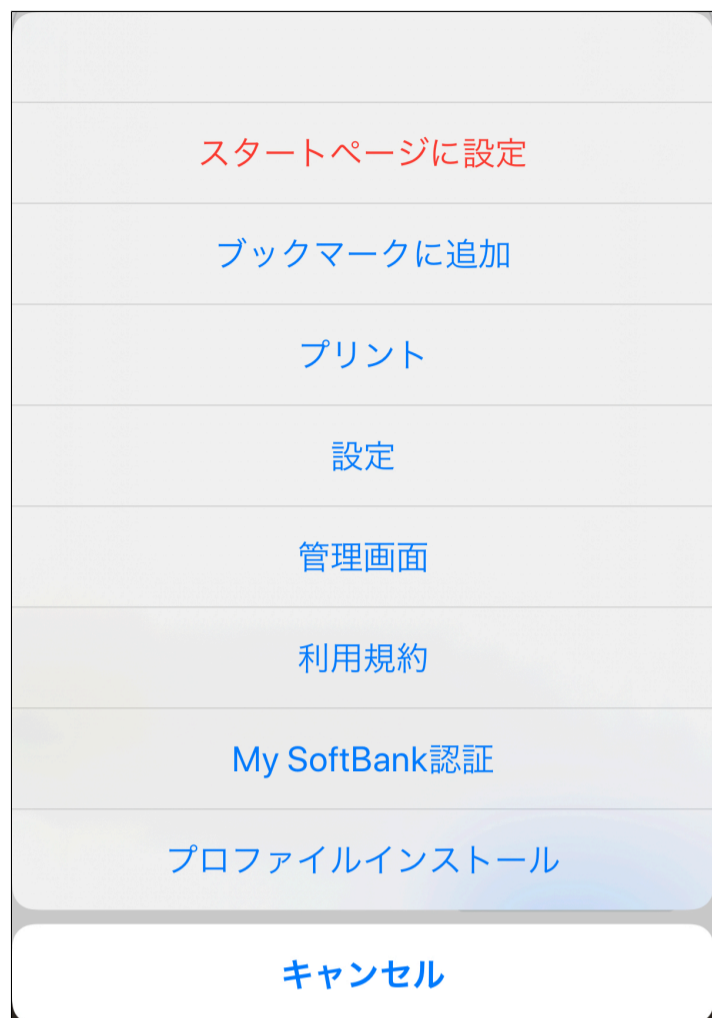 スタートページに設定
ブックマークに追加
プリント
設定
管理画面
利用規約
My SoftBank認証
プロファイルインストール
キャンセル